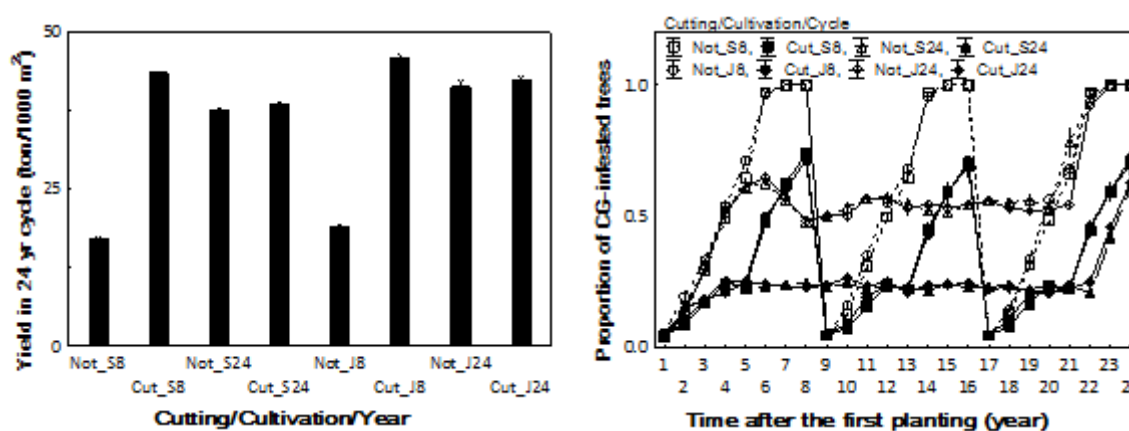 Yield in 24 yr cycle (ton/1000 m²)
50
25
0
Not_S8 Not_S24 Not_J8 Not_J24
Cut_S8 Cut_S24 Cut_J8 Cut_J24
Cutting/Cultivation/Year
Proportion of CG-infested trees
Cutting/Cultivation/Cycle
Not_S8, Cut_S8, Not_S24, Cut_S24
Not_J8, Cut_J8, Not_J24, Cut_J24
1.0
0.5
0.0
1 3 5 7 9 11 13 15 17 19 21 23
2 4 6 8 10 12 14 16 18 20 22 2
Time after the first planting (year)